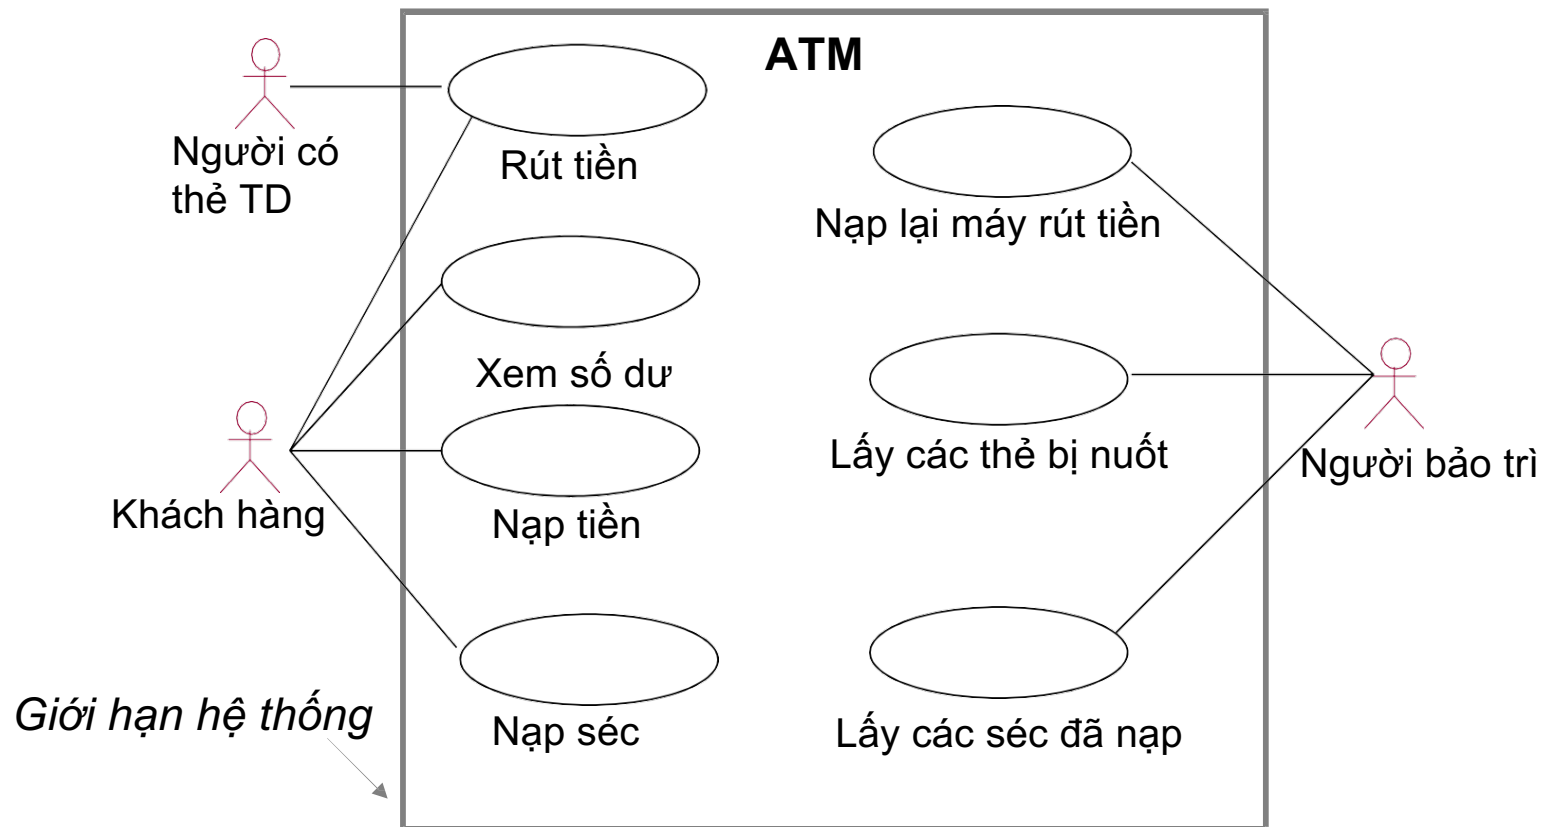 ATM
Người có
thẻ TD
Rút tiền
Nạp lại máy rút tiền
Xem số dư
Lấy các thẻ bị nuốt
Người bảo trì
Khách hàng
Nạp tiền
Giới hạn hệ thống
Nạp séc
Lấy các séc đã nạp